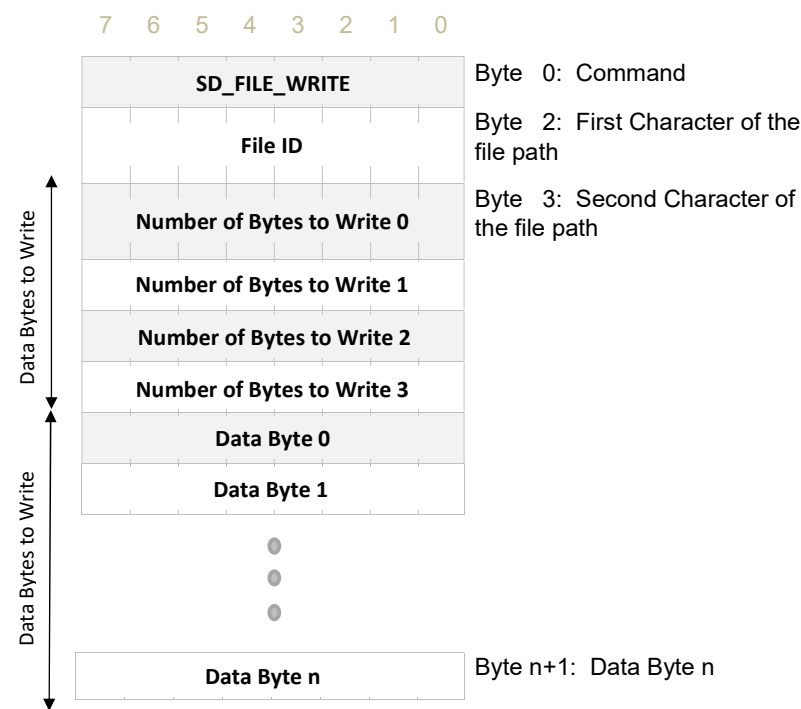 7 6 5 4 3 2 1 0
SD_FILE_WRITE
Byte 0: Command
File ID
Byte 2: First Character of the
file path
Number of Bytes to Write 0
Byte 3: Second Character of
the file path
Number of Bytes to Write 1
Number of Bytes to Write 2
Number of Bytes to Write 3
Data Bytes to Write
Data Byte 0
Data Byte 1
Data Bytes to Write
Data Byte n
Byte n+1: Data Byte n